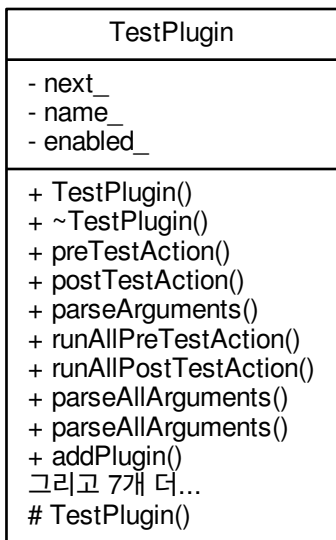 TestPlugin
- next_
- name_
- enabled_
+ TestPlugin()
+ ~TestPlugin()
+ preTestAction()
+ postTestAction()
+ parseArguments()
+ runAllPreTestAction()
+ runAllPostTestAction()
+ parseAllArguments()
+ parseAllArguments()
+ addPlugin()
그리고 7개 더...
# TestPlugin()